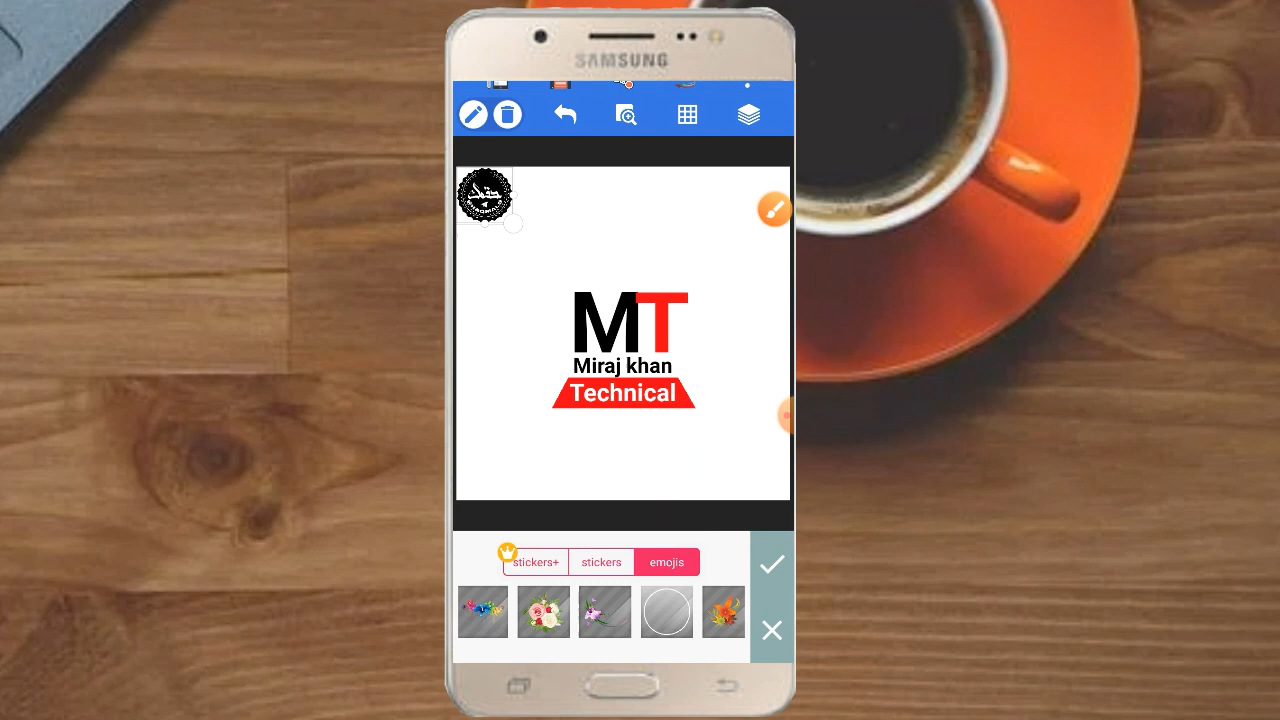 SAMSUNG
MT
Miraj khan
Technical
stickers+
stickers
emojis